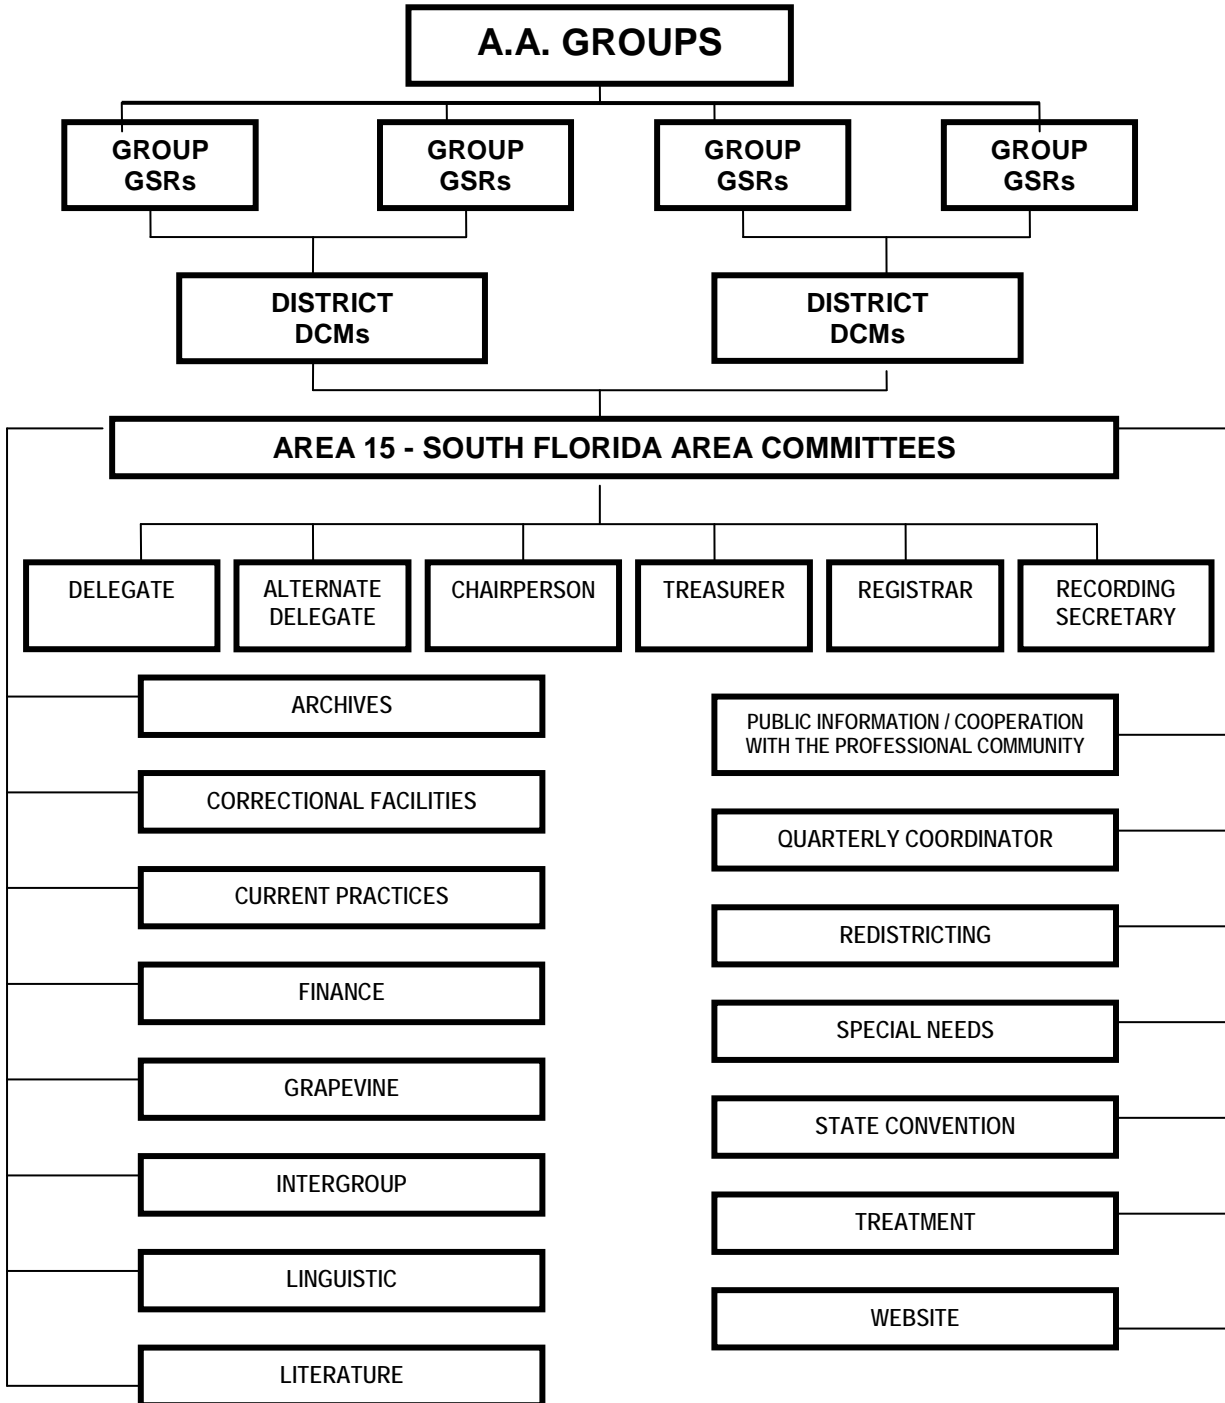 A.A. GROUPS
GROUP
GSRs
GROUP
GSRs
GROUP
GSRs
GROUP
GSRs
DISTRICT
DCMs
DISTRICT
DCMs
AREA 15 - SOUTH FLORIDA AREA COMMITTEES
DELEGATE
ALTERNATE
DELEGATE
CHAIRPERSON
TREASURER
REGISTRAR
RECORDING
SECRETARY
ARCHIVES
CORRECTIONAL FACILITIES
CURRENT PRACTICES
FINANCE
GRAPEVINE
INTERGROUP
LINGUISTIC
LITERATURE
PUBLIC INFORMATION / COOPERATION
WITH THE PROFESSIONAL COMMUNITY
QUARTERLY COORDINATOR
REDISTRICTING
SPECIAL NEEDS
STATE CONVENTION
TREATMENT
WEBSITE